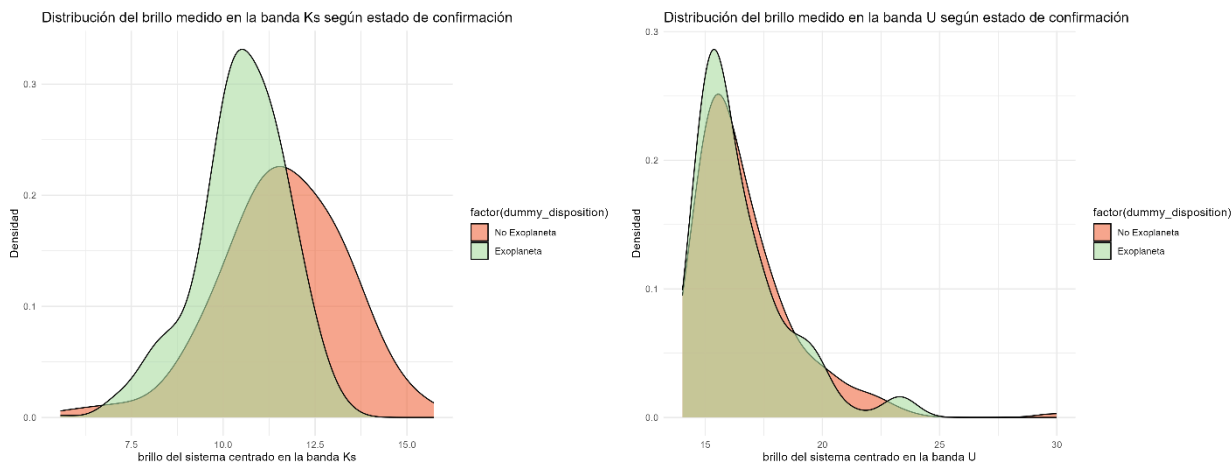 Distribución del brillo medido en la banda Ks según estado de confirmación
0.3
0.2
0.1
0.0
Densidad
7.5 10.0 12.5 15.0
brillo del sistema centrado en la banda Ks
factor(dummy_disposition)
No Exoplaneta
Exoplaneta
Distribución del brillo medido en la banda U según estado de confirmación
0.3
0.2
0.1
0.0
Densidad
15 20 25 30
brillo del sistema centrado en la banda U
factor(dummy_disposition)
No Exoplaneta
Exoplaneta